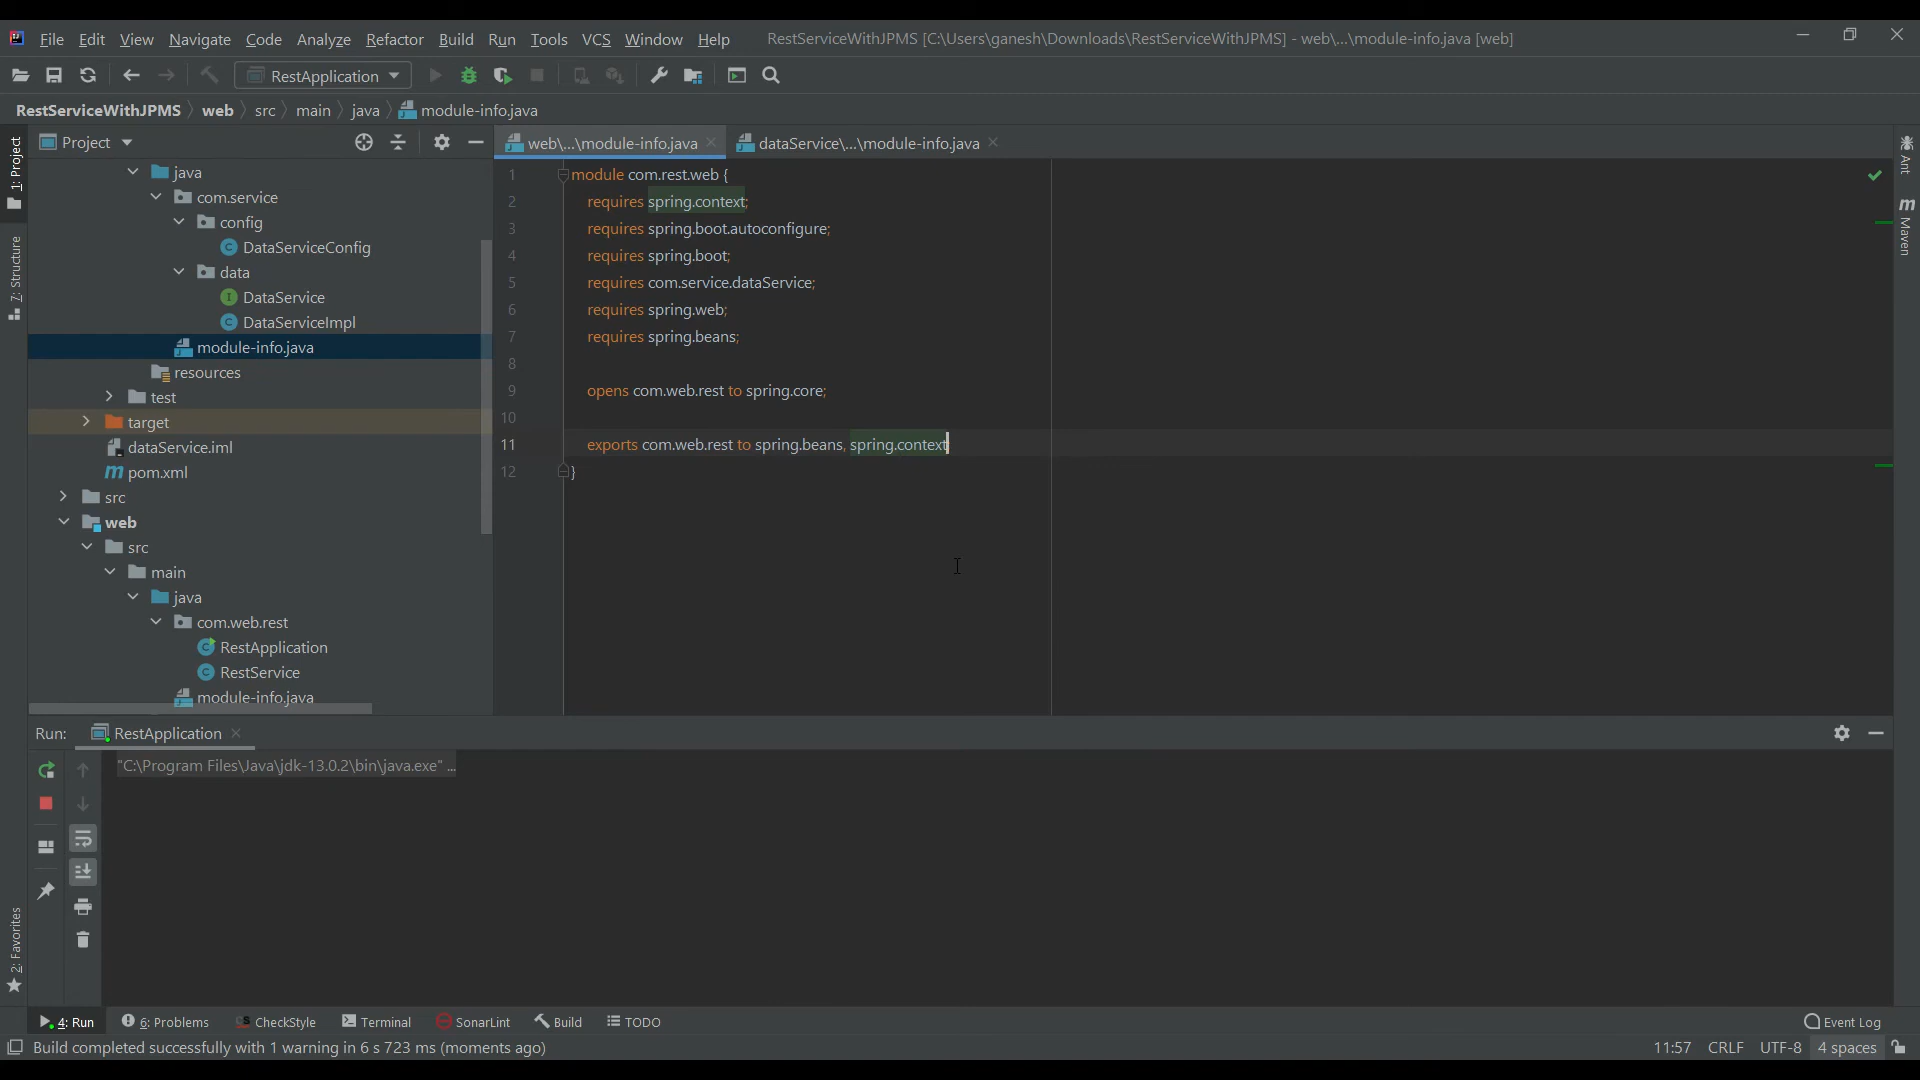 File Edit View Navigate Code Analyze Refactor Build Run Tools VCS Window Help RestServiceWithJPMS [C:\Users\ganesh\Downloads\RestServiceWithJPMS] - web\...\module-info.java [web]
RestApplication
RestServiceWithJPMS web src main java module-info.java
1: Project
7: Structure
2: Favorites
Project
java
com.service
config
DataServiceConfig
data
DataService
DataServiceImpl
module-info.java
resources
test
target
dataService.iml
pom.xml
src
web
src
main
java
com.web.rest
RestApplication
RestService
module-info.java
web\...\module-info.java dataService\...\module-info.java
1 module com.rest.web {
2 requires spring.context;
3 requires spring.boot.autoconfigure;
4 requires spring.boot;
5 requires com.service.dataService;
6 requires spring.web;
7 requires spring.beans;
8
9 opens com.web.rest to spring.core;
10
11 exports com.web.rest to spring.beans, spring.context;
12 }
Ant
Maven
Run: RestApplication
"C:\Program Files\Java\jdk-13.0.2\bin\java.exe" ...
4: Run 6: Problems CheckStyle Terminal SonarLint Build TODO Event Log
Build completed successfully with 1 warning in 6 s 723 ms (moments ago) 11:57 CRLF UTF-8 4 spaces